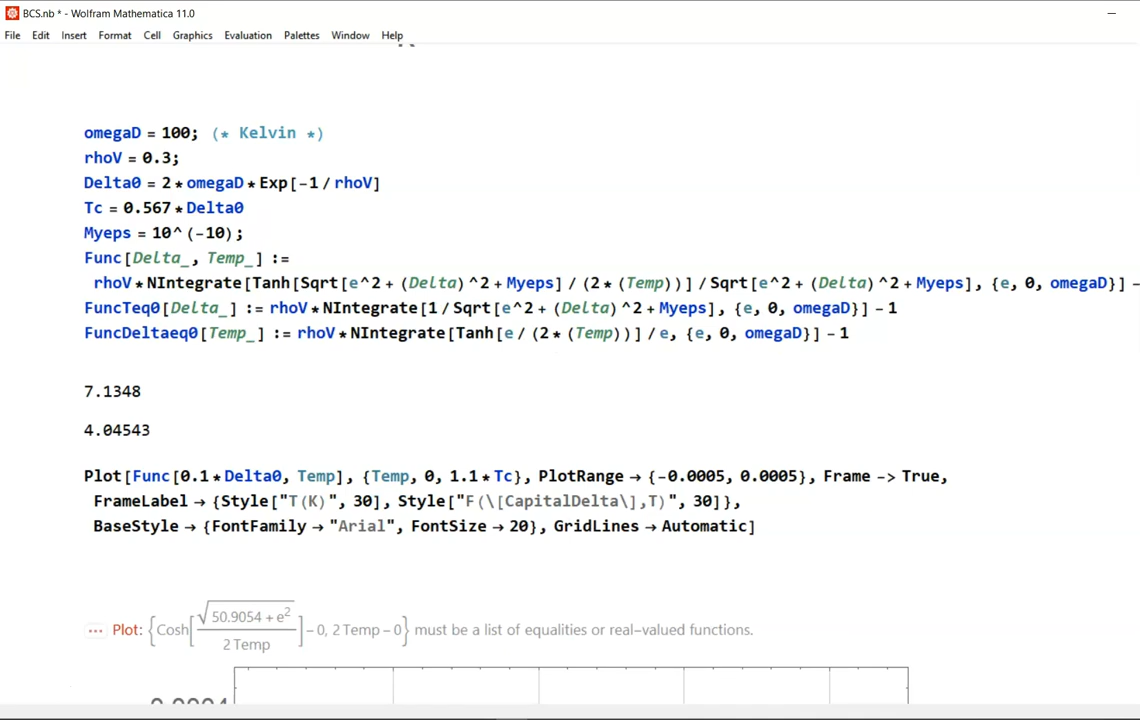 BCS.nb * - Wolfram Mathematica 11.0
File Edit Insert Format Cell Graphics Evaluation Palettes Window Help
omegaD = 100; (* Kelvin *)
rhoV = 0.3;
Delta0 = 2*omegaD*Exp[-1/rhoV]
Tc = 0.567*Delta0
Myeps = 10^(-10);
Func[Delta_, Temp_] :=
rhoV*NIntegrate[Tanh[Sqrt[e^2+(Delta)^2+Myeps]/(2*(Temp))]/Sqrt[e^2+(Delta)^2+Myeps], {e, 0, omegaD}] -
FuncTeq0[Delta_] := rhoV*NIntegrate[1/Sqrt[e^2+(Delta)^2+Myeps], {e, 0, omegaD}] -1
FuncDeltaeq0[Temp_] := rhoV*NIntegrate[Tanh[e/(2*(Temp))]/e, {e, 0, omegaD}] -1
7.1348
4.04543
Plot[Func[0.1*Delta0, Temp], {Temp, 0, 1.1*Tc}, PlotRange → {-0.0005, 0.0005}, Frame -> True,
FrameLabel → {Style["T(K)", 30], Style["F(\[CapitalDelta\],T)", 30]},
BaseStyle → {FontFamily → "Arial", FontSize → 20}, GridLines → Automatic]
... Plot: {Cosh[√(50.9054 + e²) / 2 Temp] – 0, 2 Temp – 0} must be a list of equalities or real-valued functions.